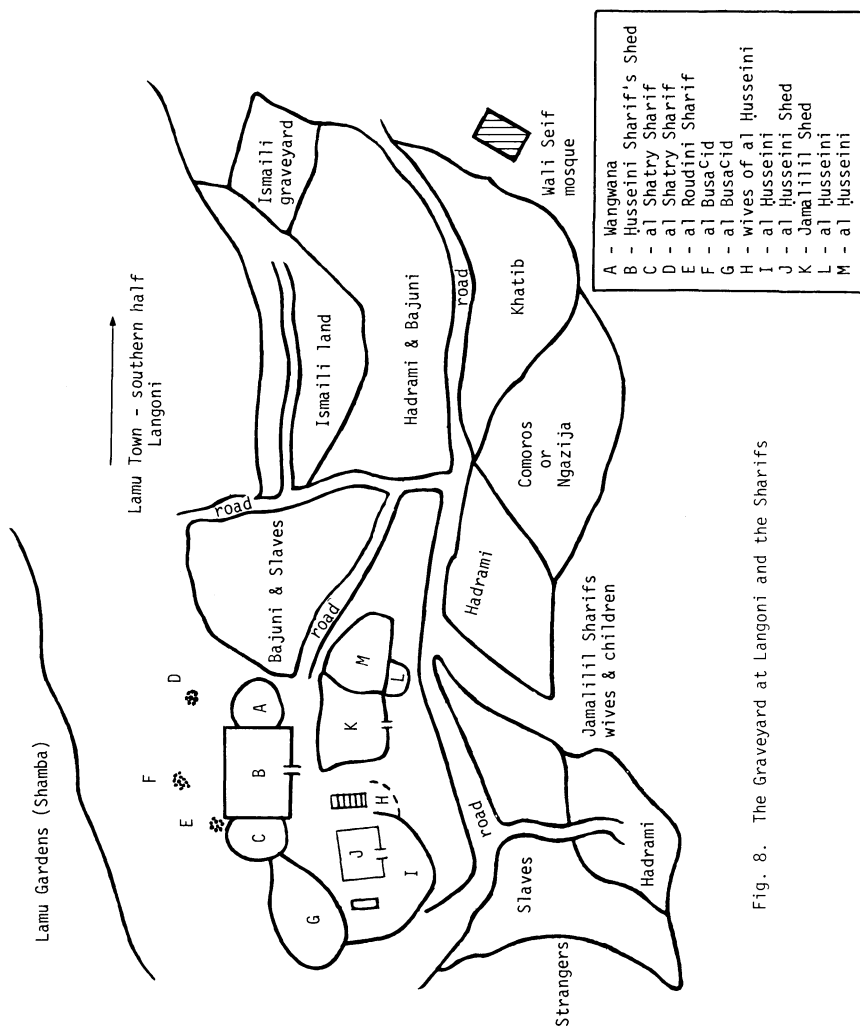 Lamu Gardens (Shamba)
Lamu Town - southern half
Langoni
Ismaili
graveyard
Ismaili land
Hadrami & Bajuni
road
Wali Seif
mosque
Khatib
Comoros
or
Ngazija
Hadrami
road
Bajuni & Slaves
road
D
F
E
A
B
C
M
L
K
H
J
I
G
Jamalilil Sharifs
wives & children
road
Slaves
Hadrami
Strangers
A - Wangwana
B - Ḥusseini Sharif's Shed
C - al Shatry Sharif
D - al Shatry Sharif
E - al Roudini Sharif
F - al Busaᶜid
G - al Busaᶜid
H - wives of al Ḥusseini
I - al Ḥusseini
J - al Ḥusseini Shed
K - Jamalilil Shed
L - al Ḥusseini
M - al Ḥusseini
Fig. 8. The Graveyard at Langoni and the Sharifs